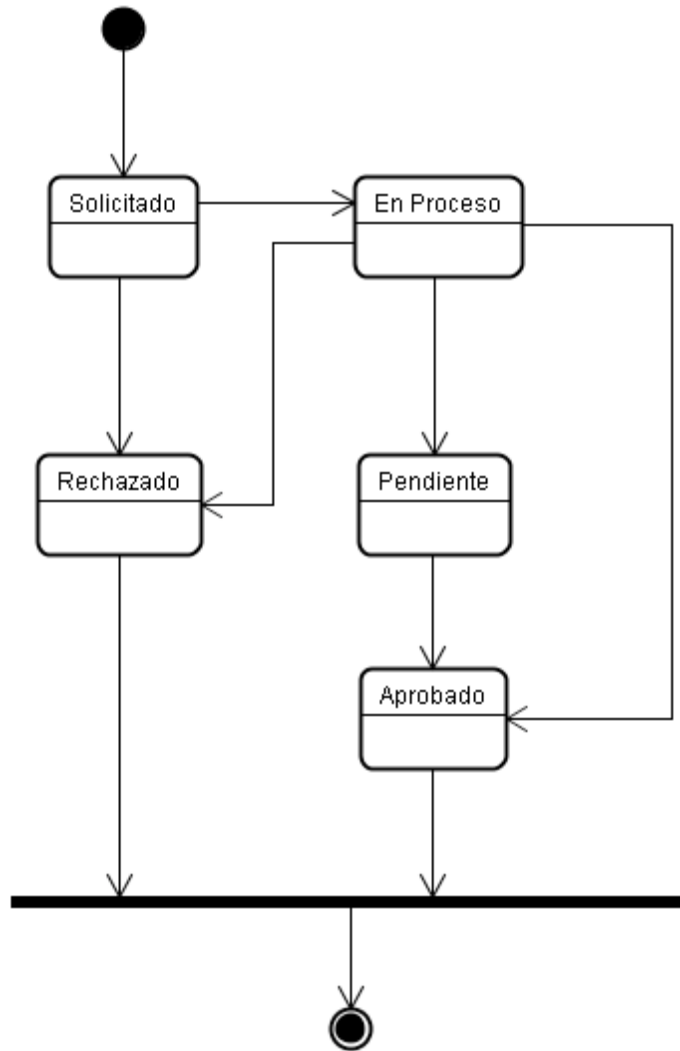 Solicitado
En Proceso
Rechazado
Pendiente
Aprobado